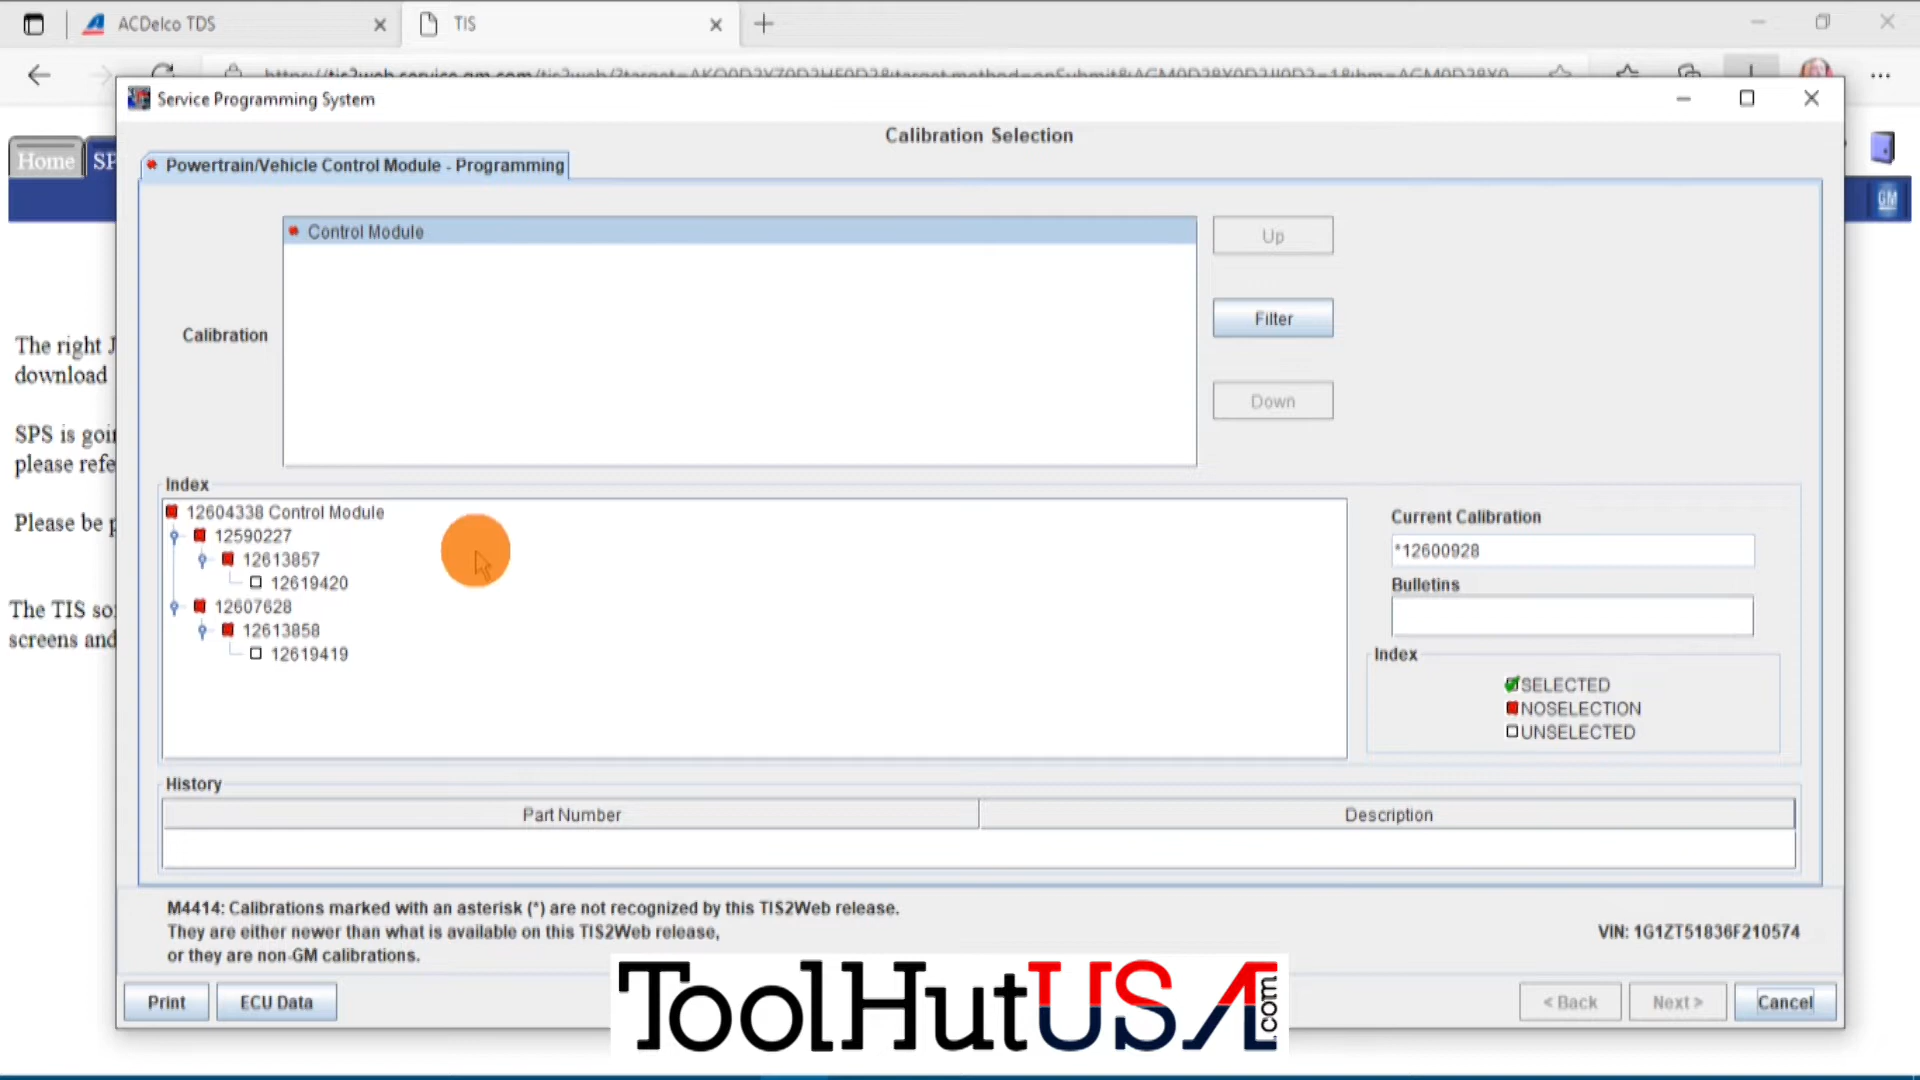 ACDelco TDS
TIS
Service Programming System
Calibration Selection
Home
Powertrain/Vehicle Control Module - Programming
Control Module
Up
Filter
Down
Calibration
The right
download
SPS is
please
Please be
The TIS
screens and
Index
12604338 Control Module
12590227
12613857
12619420
12607628
12613858
12619419
Current Calibration
*12600928
Bulletins
Index
SELECTED
NOSELECTION
UNSELECTED
GM
History
Part Number Description
M4414: Calibrations marked with an asterisk (*) are not recognized by this TIS2Web release.
They are either newer than what is available on this TIS2Web release,
or they are non-GM calibrations.
VIN: 1G1ZT51836F210574
Print ECU Data
< Back Next > Cancel
ToolHutUSA.com